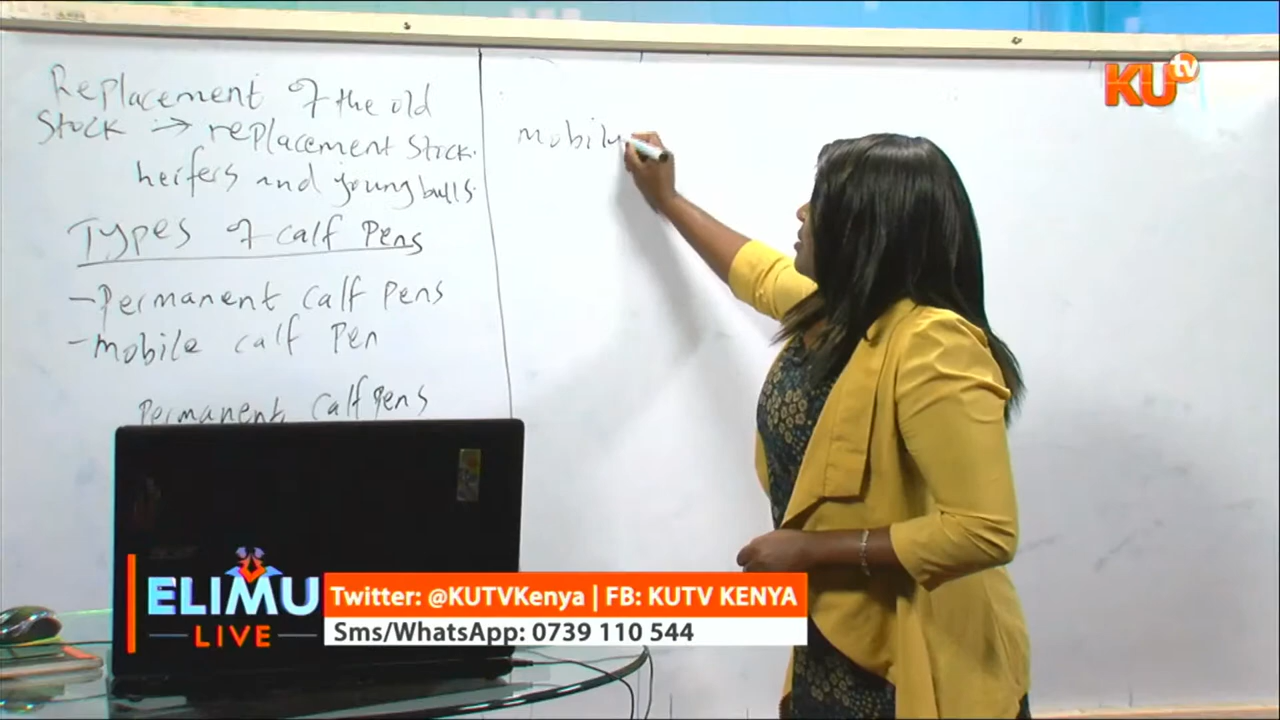 Replacement of the old
Stock → replacement Stock.
heifers and young bulls.
Types of calf Pens
- Permanent calf Pens
- mobile calf Pen
Permanent calf Pens
mobile
KU tv
ELIMU
LIVE
Twitter: @KUTVKenya | FB: KUTV KENYA
Sms/WhatsApp: 0739 110 544